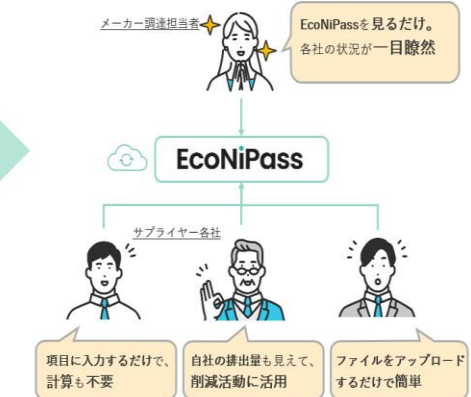 メーカー調達担当者
EcoNiPassを見るだけ。
各社の状況が一目瞭然
EcoNiPass
サプライヤー各社
項目に入力するだけで、
計算も不要
自社の排出量も見えて、
削減活動に活用
ファイルをアップロード
するだけで簡単